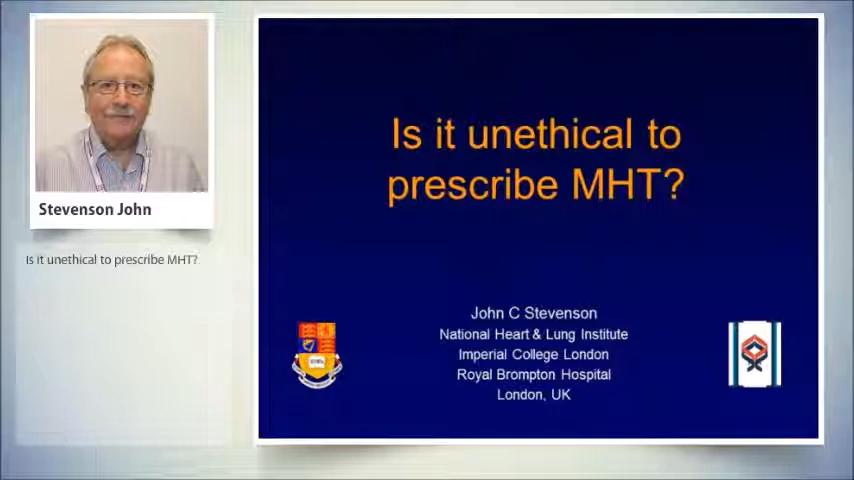 Stevenson John
Is it unethical to prescribe MHT?
Is it unethical to
prescribe MHT?
John C Stevenson
National Heart & Lung Institute
Imperial College London
Royal Brompton Hospital
London, UK